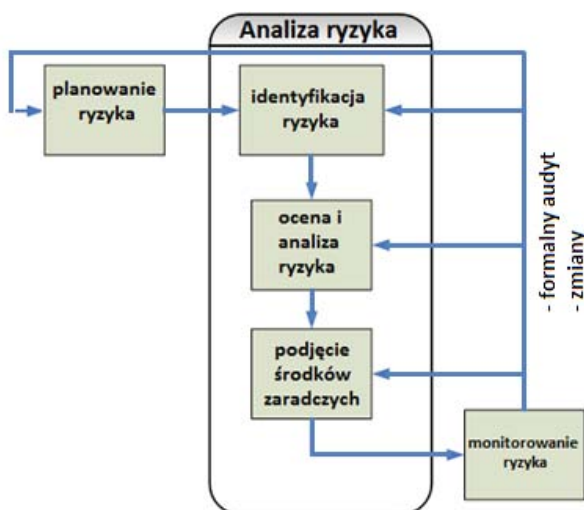 Analiza ryzyka
planowanie
ryzyka
identyfikacja
ryzyka
ocena i
analiza
ryzyka
podjęcie
środków
zaradczych
monitorowanie
ryzyka
- formalny audyt
- zmiany